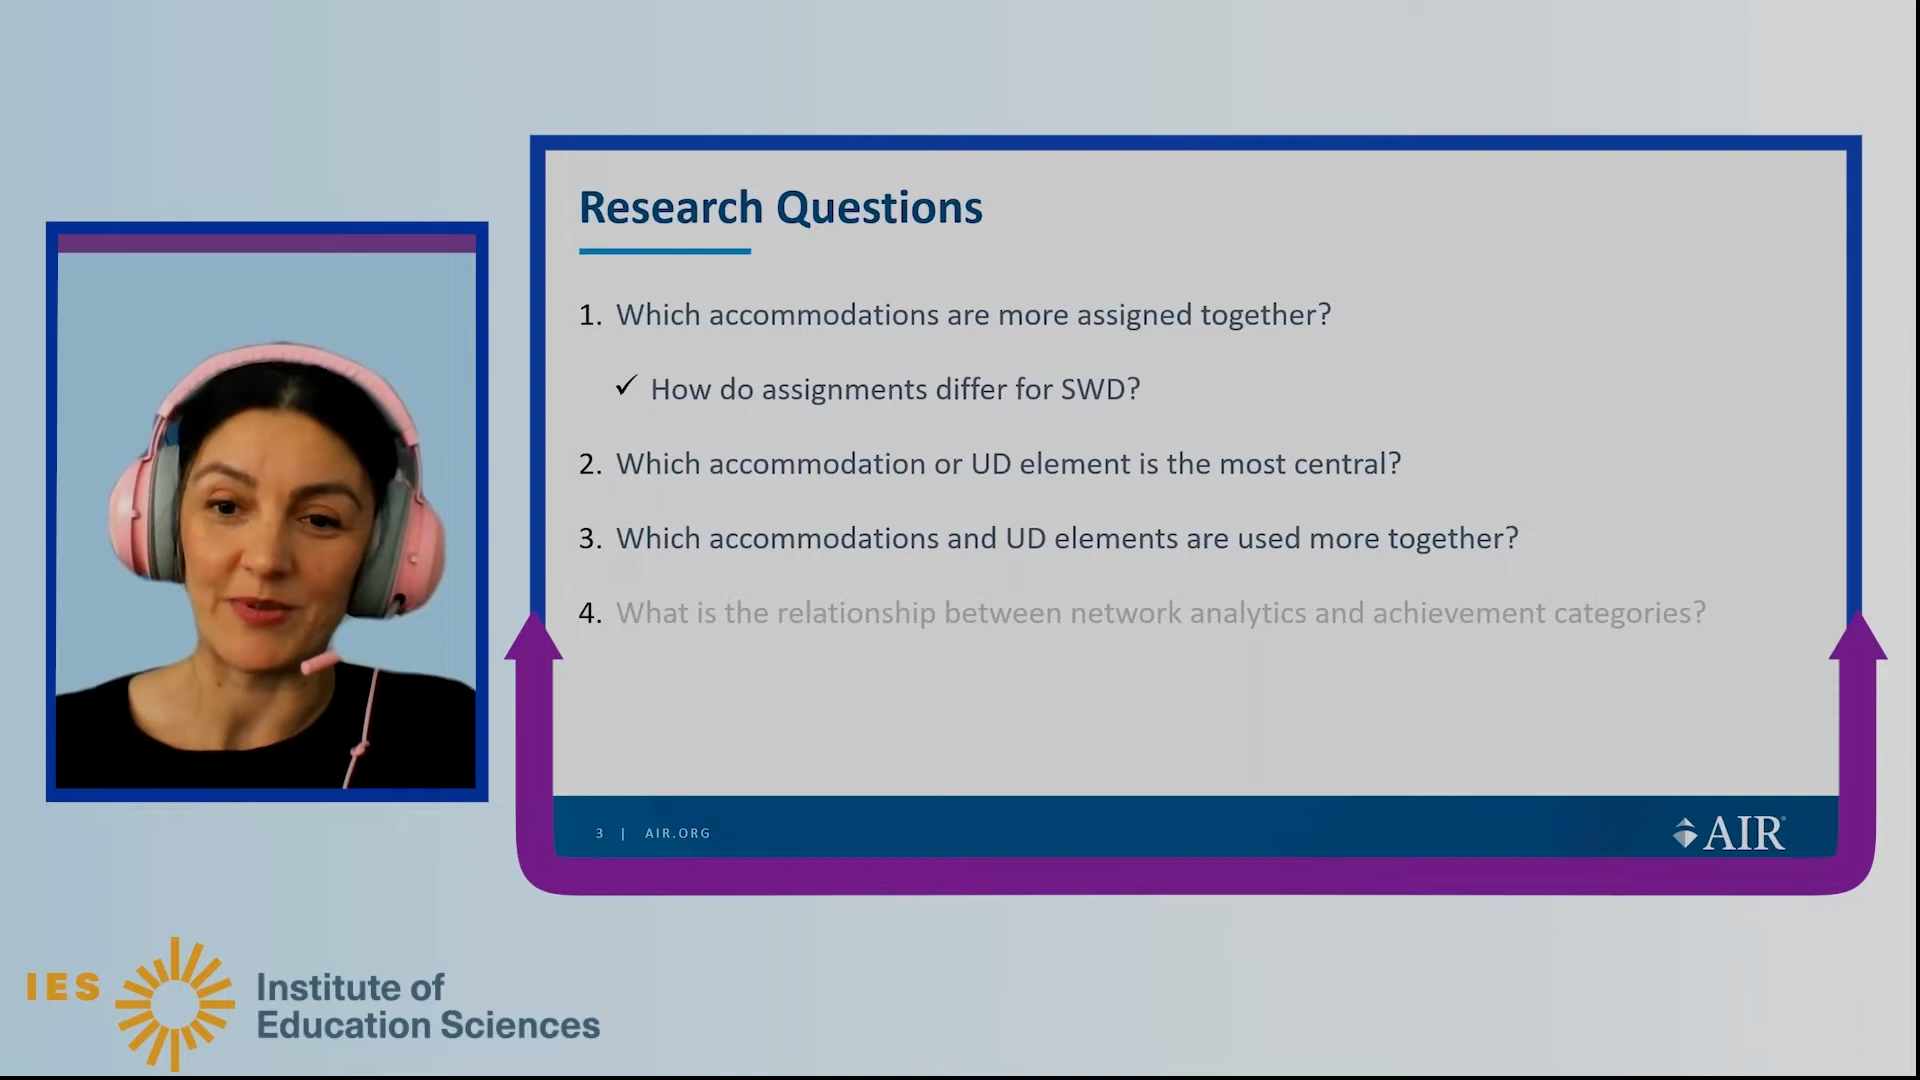 Research Questions
1. Which accommodations are more assigned together?
✓ How do assignments differ for SWD?
2. Which accommodation or UD element is the most central?
3. Which accommodations and UD elements are used more together?
4. What is the relationship between network analytics and achievement categories?
3 | AIR.ORG
AIR
IES
Institute of
Education Sciences